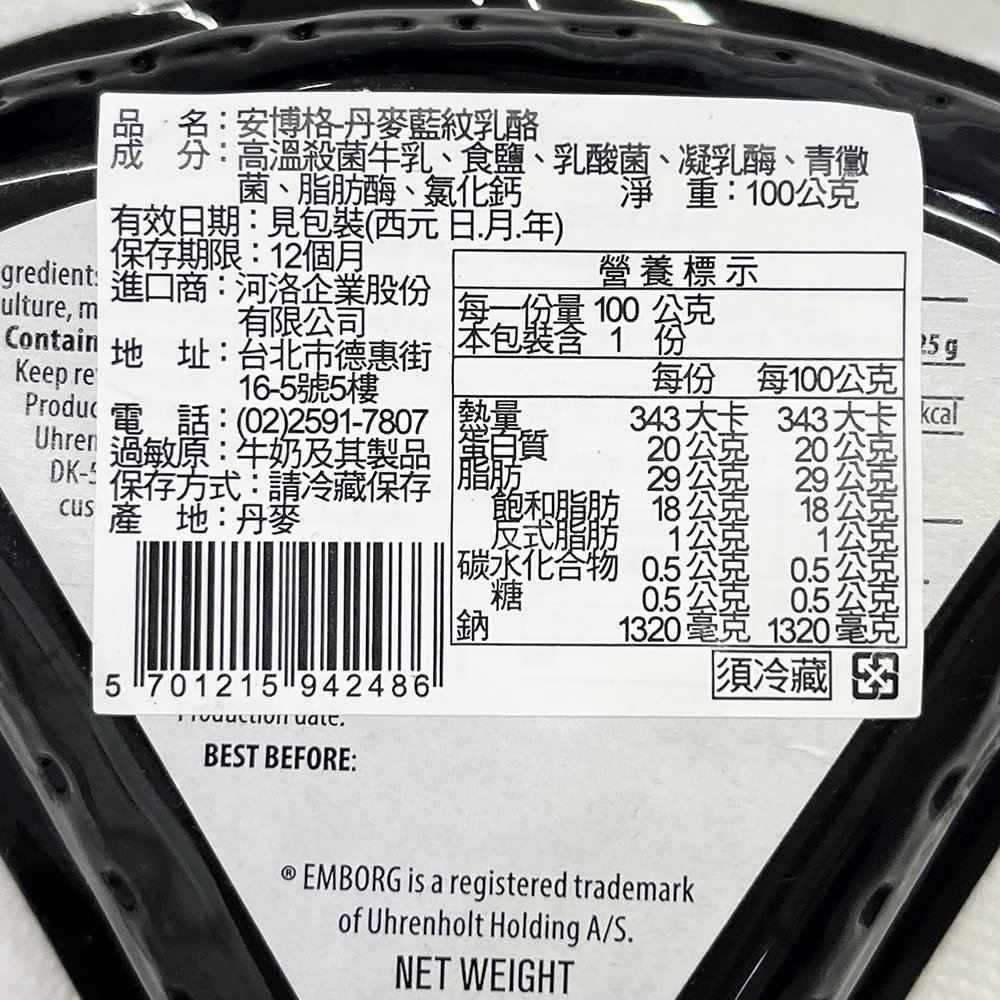 品 名：安博格-丹麥藍紋乳酪
成 分：高溫殺菌牛乳、食鹽、乳酸菌、凝乳酶、青黴
菌、脂肪酶、氯化鈣 淨 重：100公克
有效日期：見包裝(西元 日.月.年)
保存期限：12個月
進口商：河洛企業股份
有限公司
地 址：台北市德惠街
16-5號5樓
電 話：(02)2591-7807
過敏原：牛奶及其製品
保存方式：請冷藏保存
產 地：丹麥
5 701215 942486
營養標示
每一份量 100 公克
本包裝含 1 份
每份 每100公克
熱量 343 大卡 343 大卡
蛋白質 20 公克 20 公克
脂肪 29 公克 29 公克
飽和脂肪 18 公克 18 公克
反式脂肪 1 公克 1 公克
碳水化合物 0.5 公克 0.5 公克
糖 0.5 公克 0.5 公克
鈉 1320 毫克 1320 毫克
須冷藏
Keep
25 g
kcal
BEST BEFORE:
® EMBORG is a registered trademark
of Uhrenholt Holding A/S.
NET WEIGHT